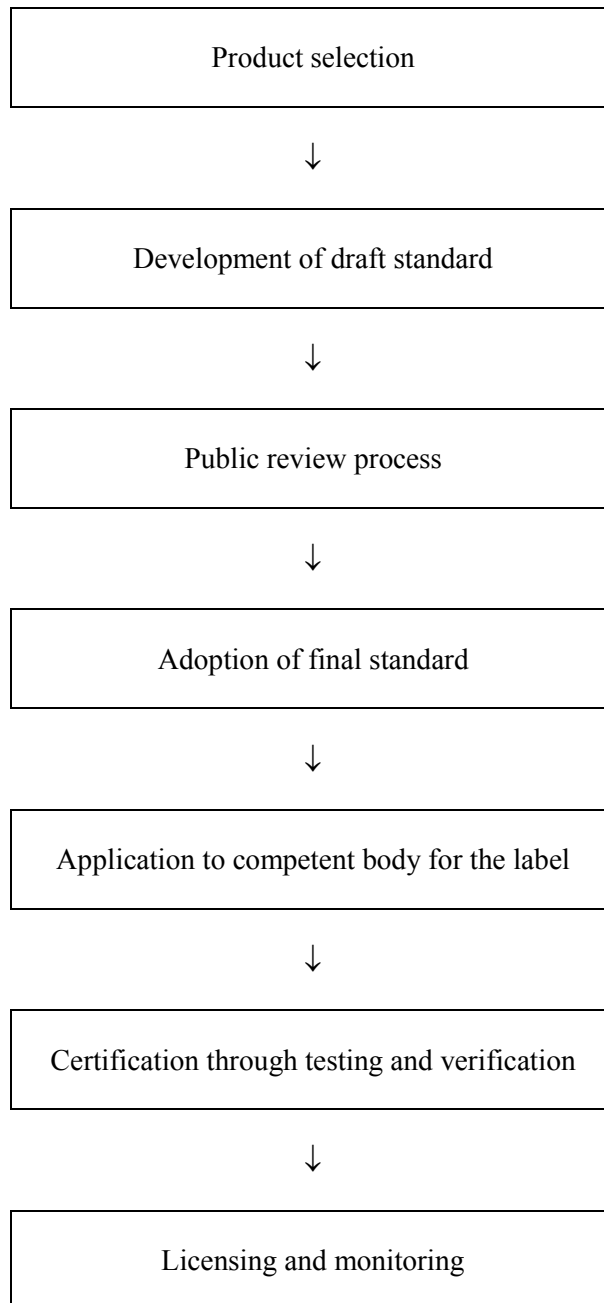 Product selection
↓
Development of draft standard
↓
Public review process
↓
Adoption of final standard
↓
Application to competent body for the label
↓
Certification through testing and verification
↓
Licensing and monitoring